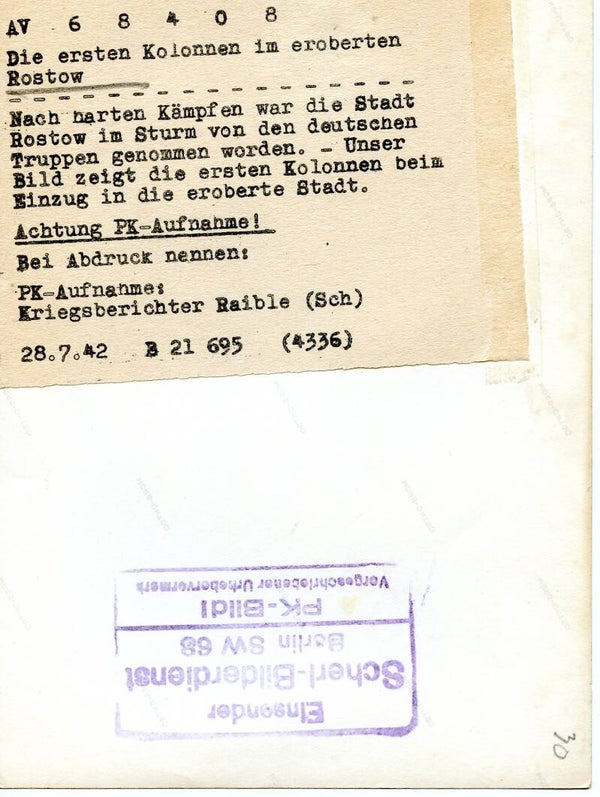 AV 6 8 4 0 8
Die ersten Kolonnen im eroberten
Rostow
Nach harten Kämpfen war die Stadt
Rostow im Sturm von den deutschen
Truppen genommen worden. - Unser
Bild zeigt die ersten Kolonnen beim
Einzug in die eroberte Stadt.
Achtung PK-Aufnahme!
Bei Abdruck nennen:
PK-Aufnahme:
Kriegsberichter Raible (Sch)
28.7.42 B 21 695 (4336)
Einsender
Scherl-Bilderdienst
Berlin SW 68
PK-Bild!
Vorgeschriebener Urhebervermerk
30